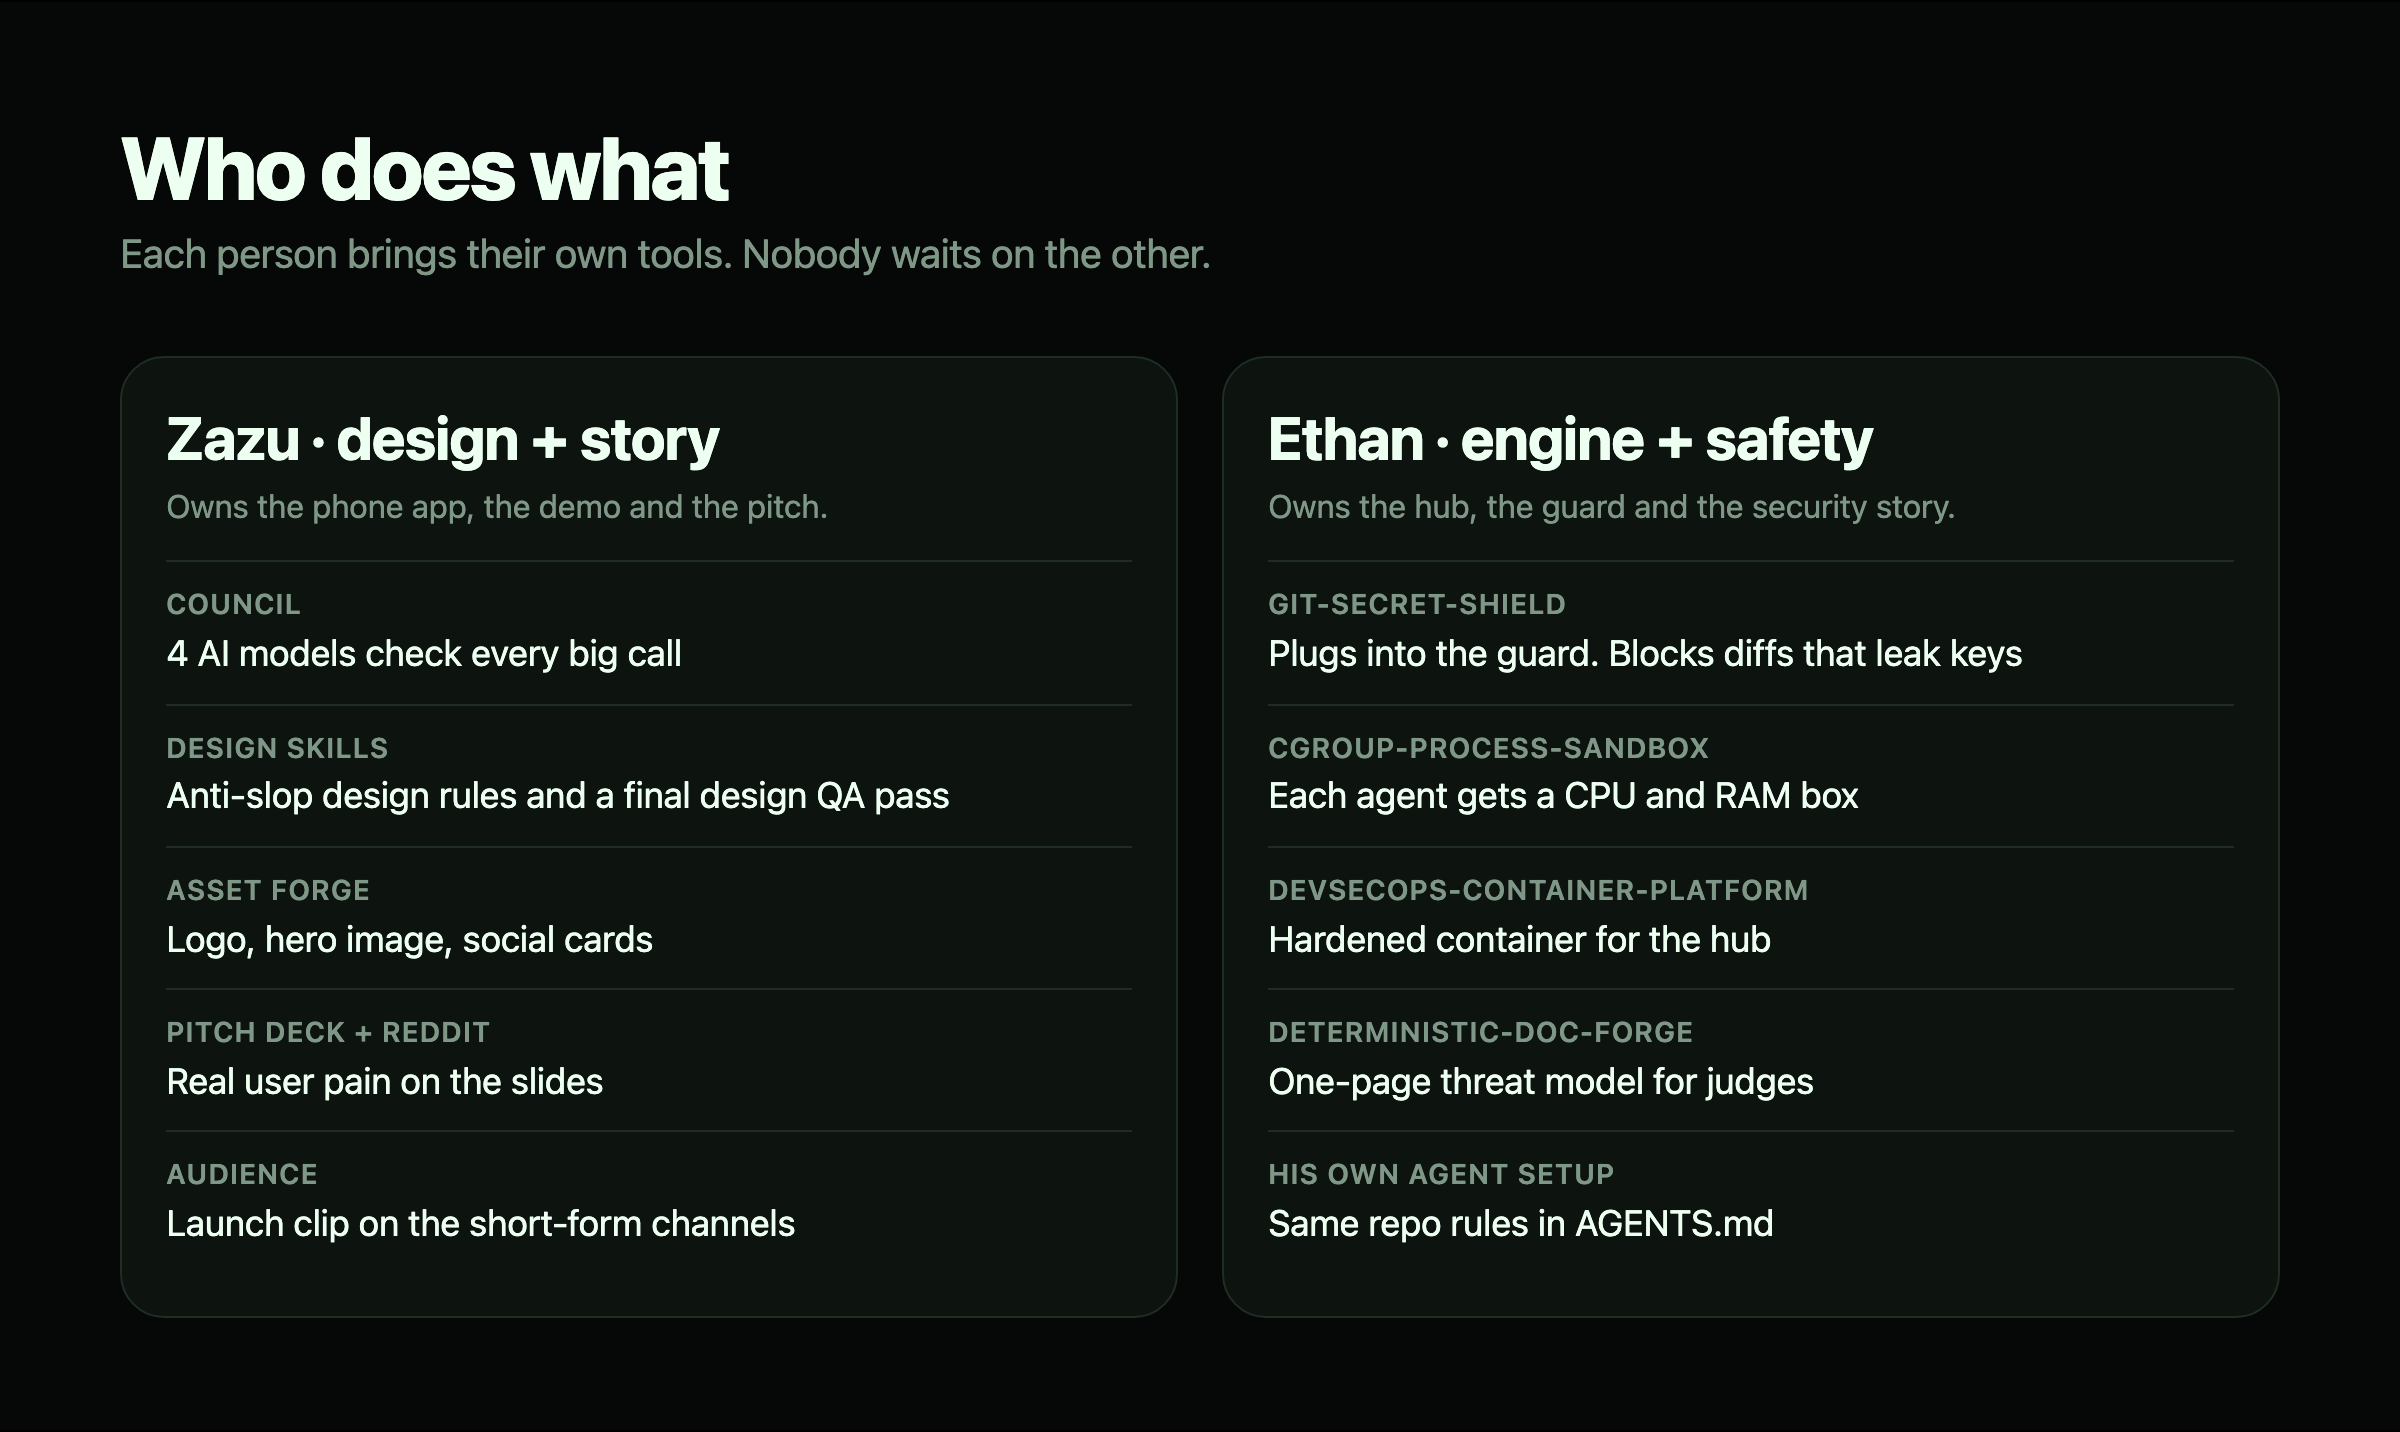 Who does what
Each person brings their own tools. Nobody waits on the other.
Zazu · design + story
Owns the phone app, the demo and the pitch.
COUNCIL
4 AI models check every big call
DESIGN SKILLS
Anti-slop design rules and a final design QA pass
ASSET FORGE
Logo, hero image, social cards
PITCH DECK + REDDIT
Real user pain on the slides
AUDIENCE
Launch clip on the short-form channels
Ethan · engine + safety
Owns the hub, the guard and the security story.
GIT-SECRET-SHIELD
Plugs into the guard. Blocks diffs that leak keys
CGROUP-PROCESS-SANDBOX
Each agent gets a CPU and RAM box
DEVSECOPS-CONTAINER-PLATFORM
Hardened container for the hub
DETERMINISTIC-DOC-FORGE
One-page threat model for judges
HIS OWN AGENT SETUP
Same repo rules in AGENTS.md